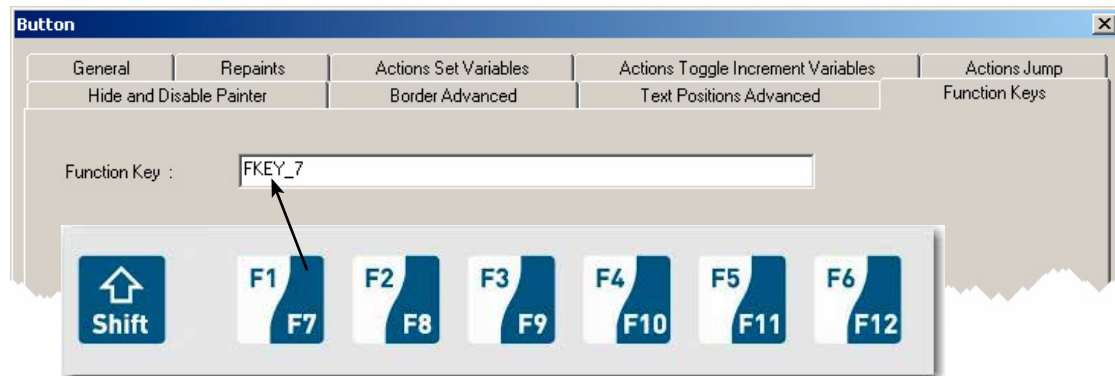 Button
General Repaints Actions Set Variables Actions Toggle Increment Variables Actions Jump
Hide and Disable Painter Border Advanced Text Positions Advanced Function Keys
Function Key : FKEY_7
F1 F2 F3 F4 F5 F6
Shift F7 F8 F9 F10 F11 F12